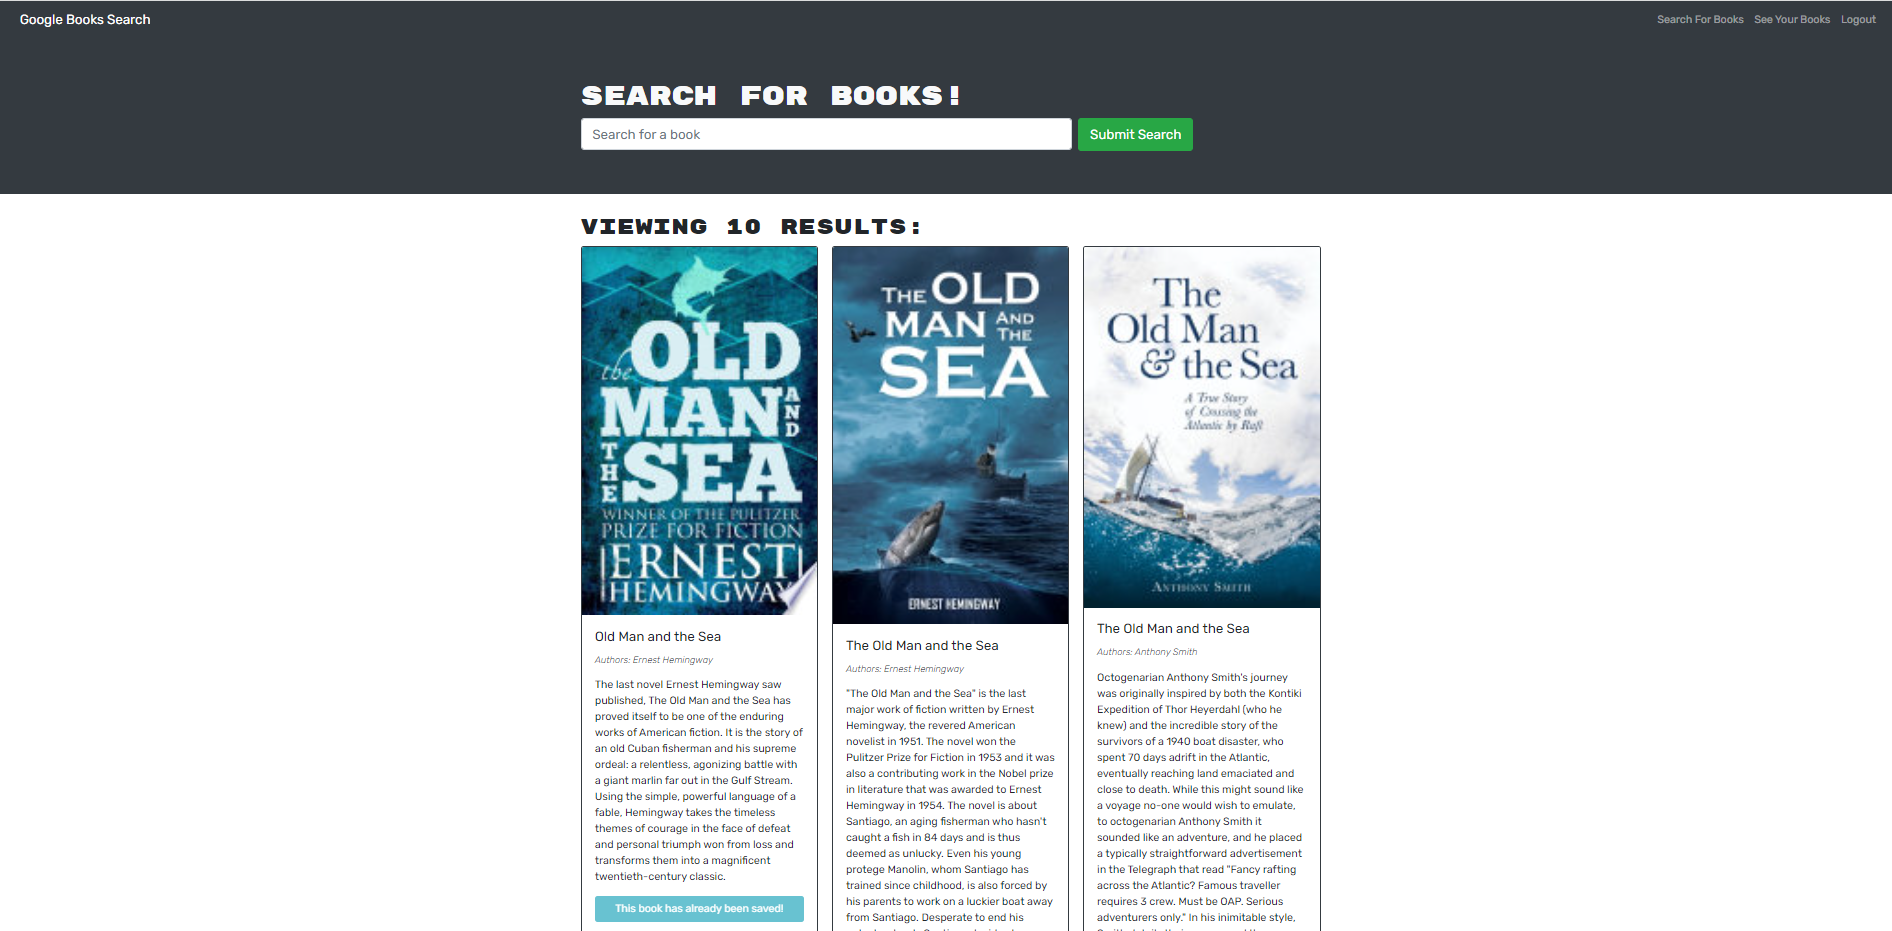 Google Books Search
Search For Books See Your Books Logout
SEARCH FOR BOOKS!
Search for a book
Submit Search
VIEWING 10 RESULTS:
the OLD
MAN AND
THE SEA
WINNER OF THE PULITZER
PRIZE FOR FICTION
ERNEST
HEMINGWAY
Old Man and the Sea
Authors: Ernest Hemingway
The last novel Ernest Hemingway saw
published, The Old Man and the Sea has
proved itself to be one of the enduring
works of American fiction. It is the story of
an old Cuban fisherman and his supreme
ordeal: a relentless, agonizing battle with
a giant marlin far out in the Gulf Stream.
Using the simple, powerful language of a
fable, Hemingway takes the timeless
themes of courage in the face of defeat
and personal triumph won from loss and
transforms them into a magnificent
twentieth-century classic.
This book has already been saved!
THE OLD
MAN AND THE
SEA
ERNEST HEMINGWAY
The Old Man and the Sea
Authors: Ernest Hemingway
"The Old Man and the Sea" is the last
major work of fiction written by Ernest
Hemingway, the revered American
novelist in 1951. The novel won the
Pulitzer Prize for Fiction in 1953 and it was
also a contributing work in the Nobel prize
in literature that was awarded to Ernest
Hemingway in 1954. The novel is about
Santiago, an aging fisherman who hasn't
caught a fish in 84 days and is thus
deemed as unlucky. Even his young
protege Manolin, whom Santiago has
trained since childhood, is also forced by
his parents to work on a luckier boat away
from Santiago. Desperate to end his
The
Old Man
& the Sea
A True Story
of Crossing the
Atlantic by Raft
ANTHONY SMITH
The Old Man and the Sea
Authors: Anthony Smith
Octogenarian Anthony Smith's journey
was originally inspired by both the Kontiki
Expedition of Thor Heyerdahl (who he
knew) and the incredible story of the
survivors of a 1940 boat disaster, who
spent 70 days adrift in the Atlantic,
eventually reaching land emaciated and
close to death. While this might sound like
a voyage no-one would wish to emulate,
to octogenarian Anthony Smith it
sounded like an adventure, and he placed
a typically straightforward advertisement
in the Telegraph that read "Fancy rafting
across the Atlantic? Famous traveller
requires 3 crew. Must be OAP. Serious
adventurers only." In his inimitable style,